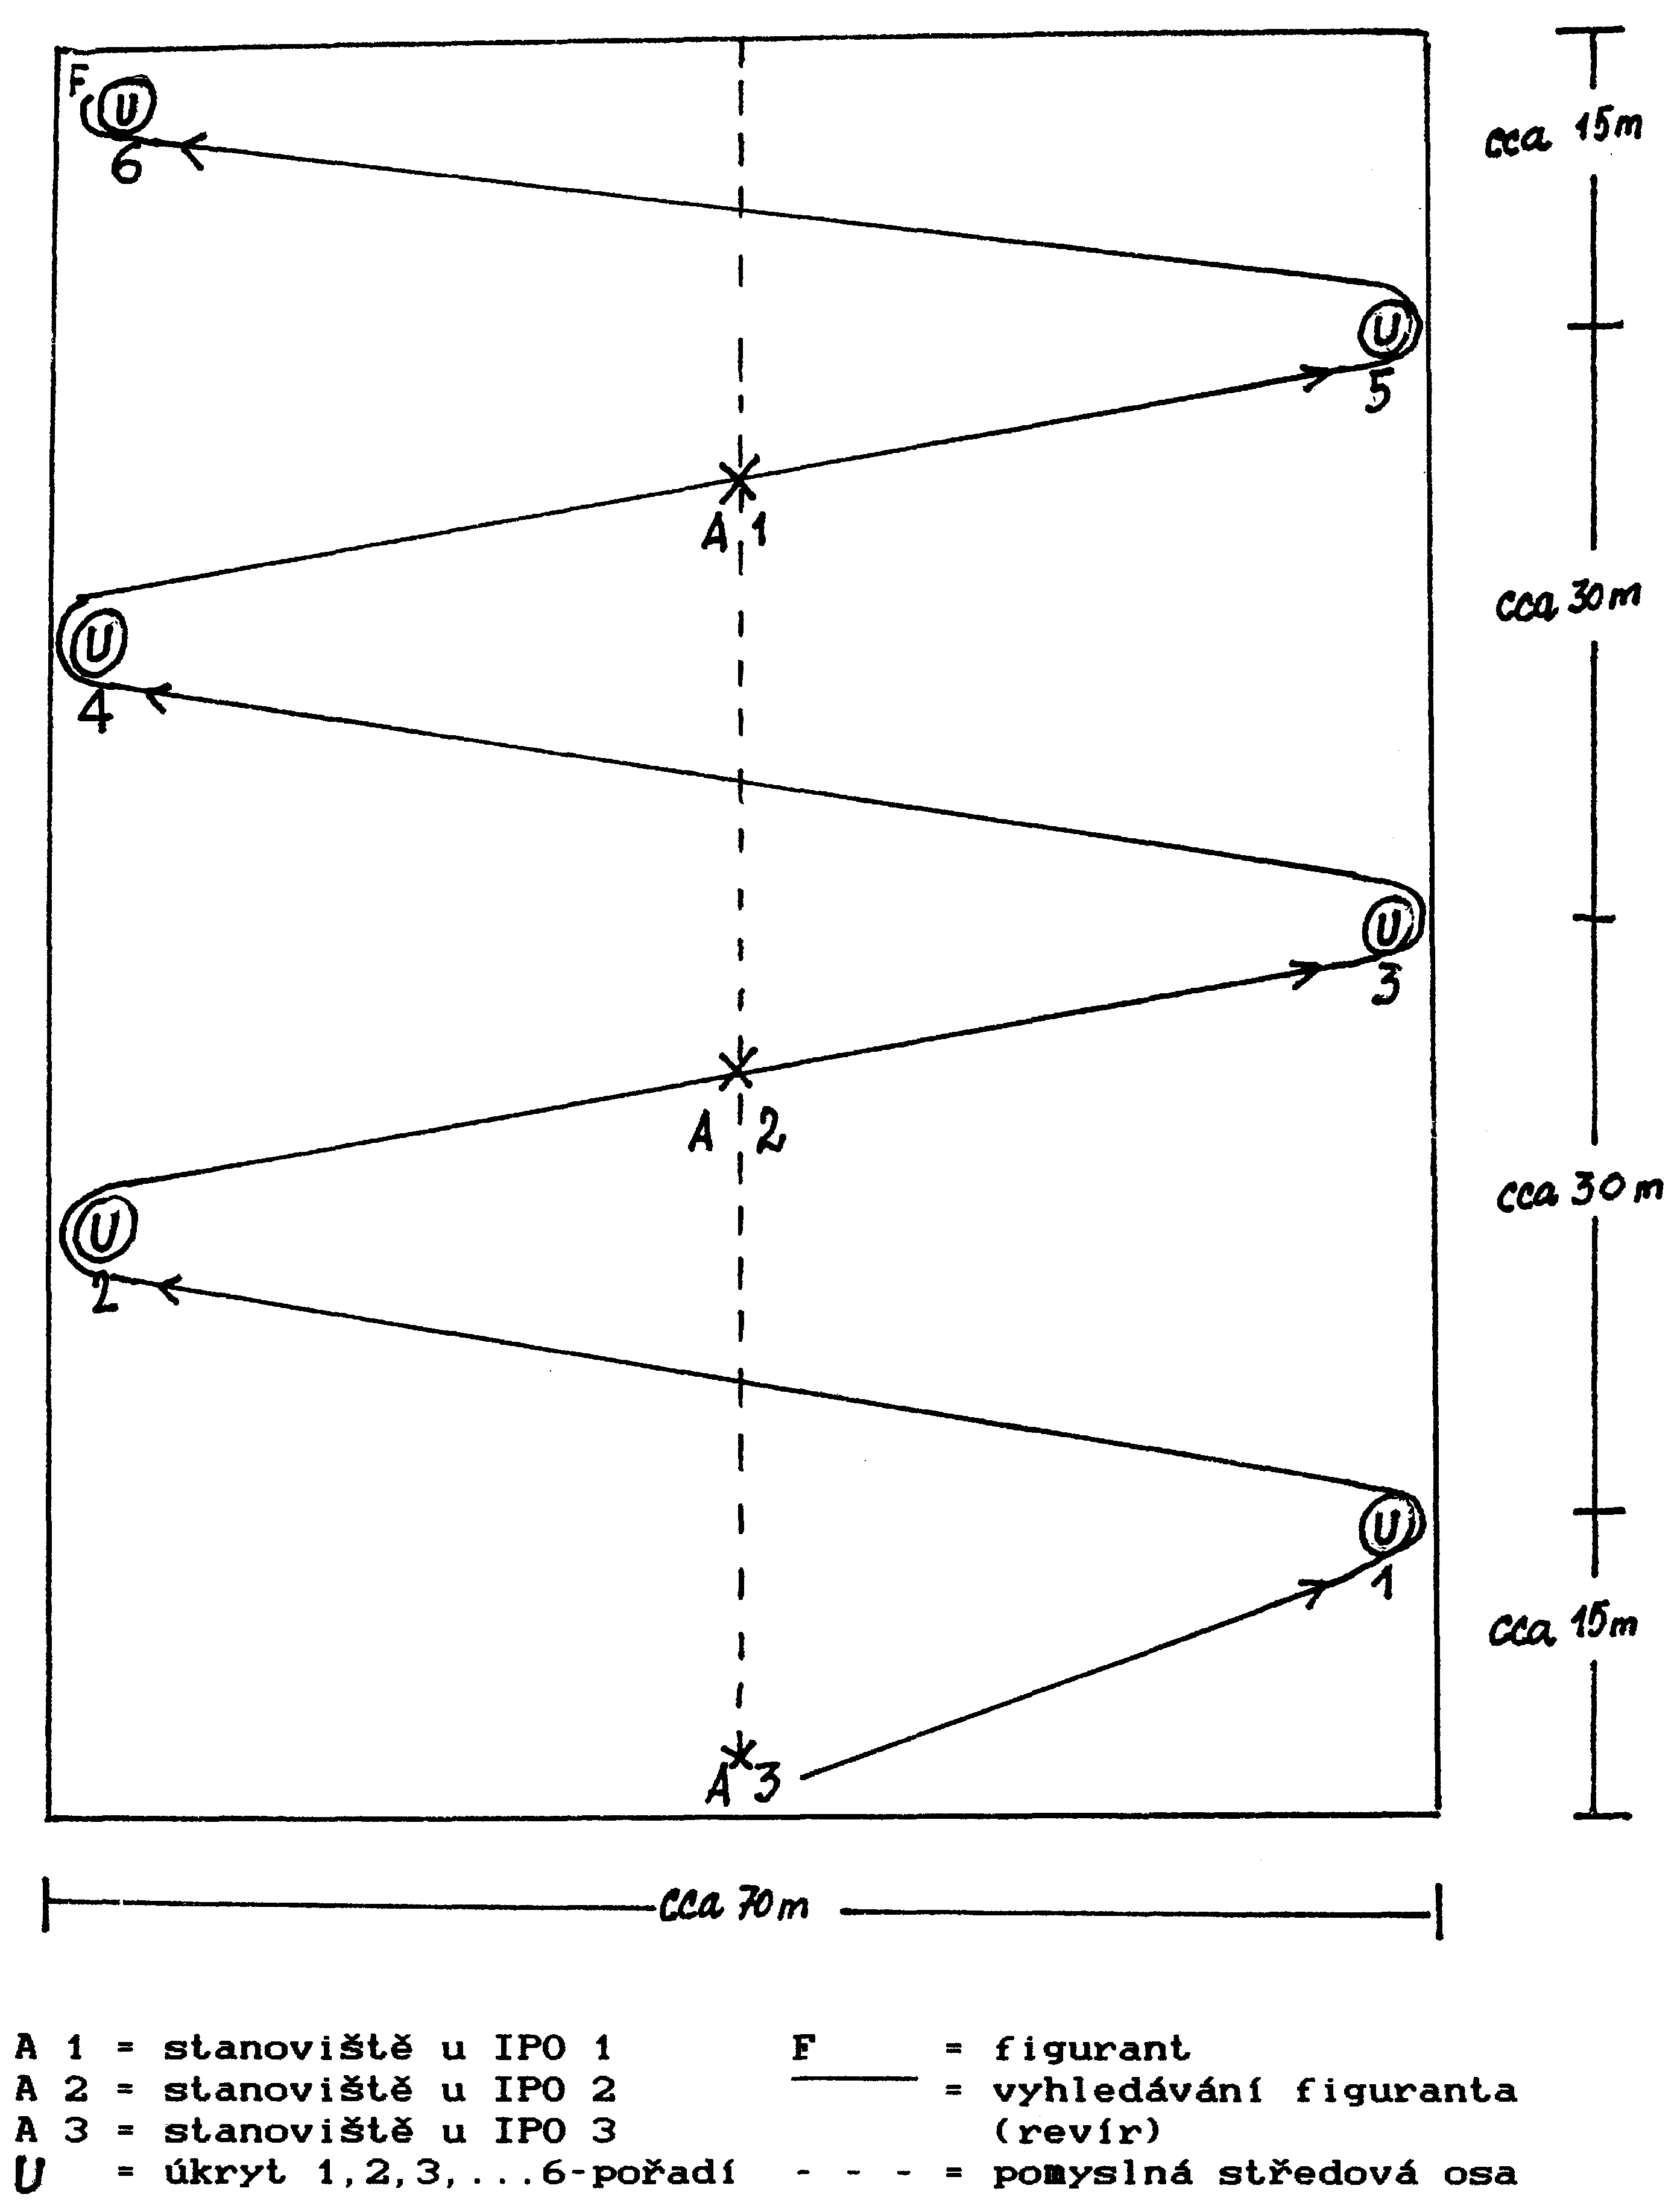 F
U
6
cca 15m
U
5
A 1
cca 30m
U
4
U
3
A 2
cca 30m
U
2
U
1
cca 15m
A 3
cca 70m
A 1 = stanoviště u IPO 1
A 2 = stanoviště u IPO 2
A 3 = stanoviště u IPO 3
U = úkryt 1,2,3,...6-pořadí
F = figurant
= vyhledávání figuranta
(revír)
- - - = pomyslná středová osa